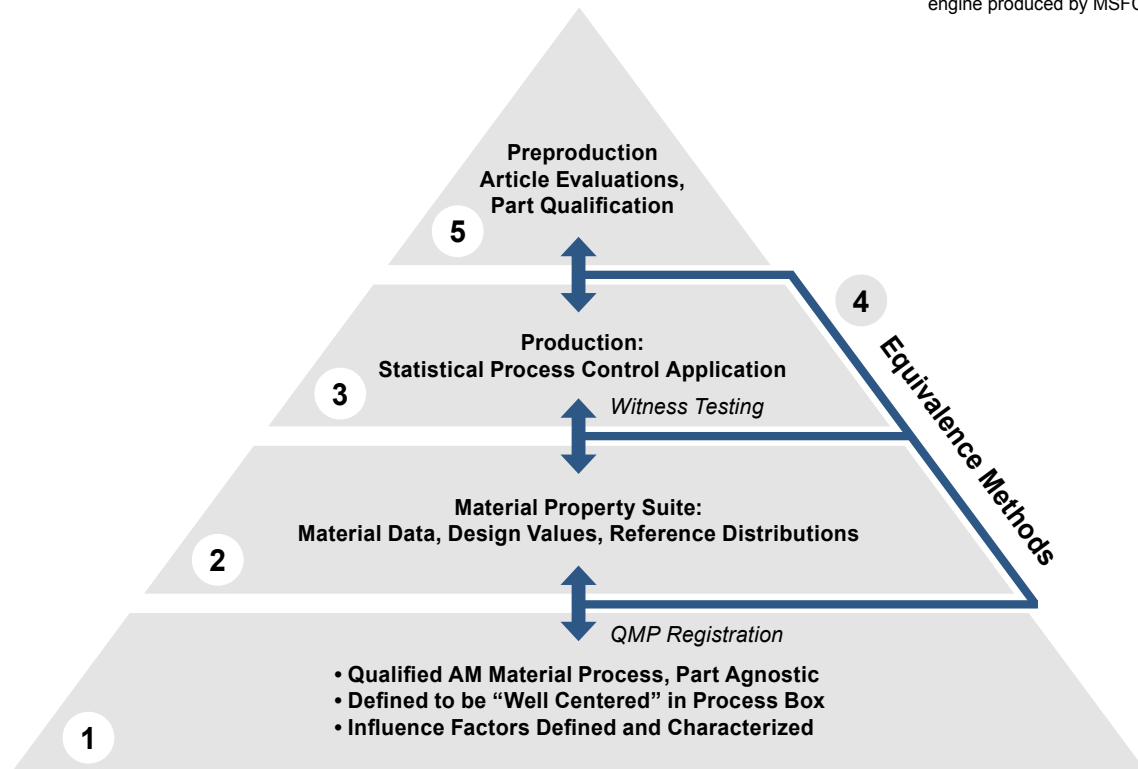 engine produced by MSFC
Preproduction
Article Evaluations,
Part Qualification
5
4
Equivalence Methods
Production:
Statistical Process Control Application
3
Witness Testing
Material Property Suite:
Material Data, Design Values, Reference Distributions
2
QMP Registration
• Qualified AM Material Process, Part Agnostic
• Defined to be “Well Centered” in Process Box
• Influence Factors Defined and Characterized
1